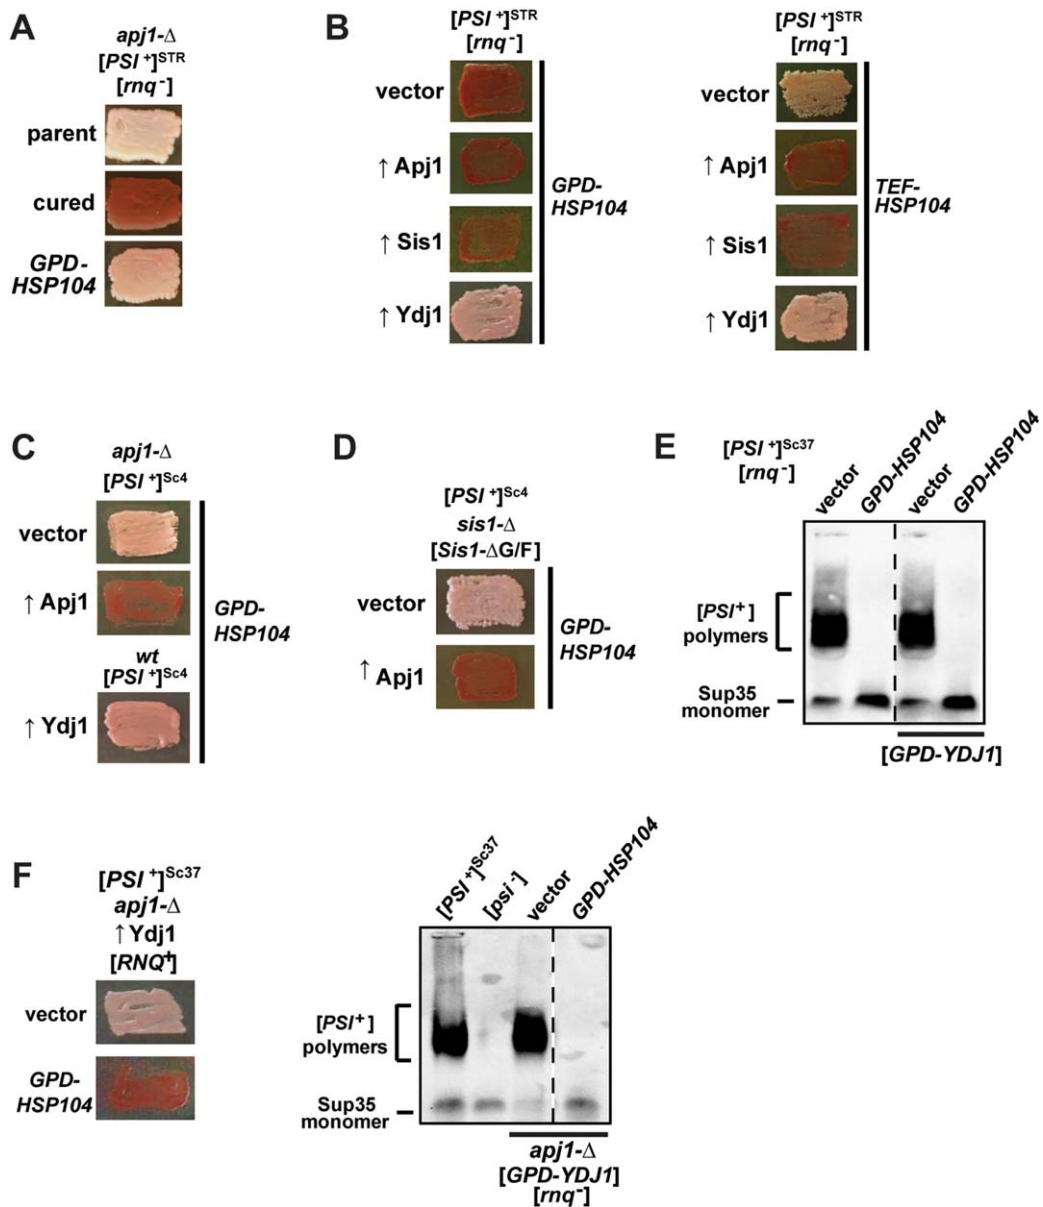 A
apj1-Δ
[PSI +]STR
[rnq -]
parent
cured
GPD-
HSP104
B
[PSI +]STR
[rnq -]
vector
↑ Apj1
↑ Sis1
↑ Ydj1
GPD-
HSP104
[PSI +]STR
[rnq -]
vector
↑ Apj1
↑ Sis1
↑ Ydj1
TEF-
HSP104
C
apj1-Δ
[PSI +]Sc4
vector
↑ Apj1
wt
[PSI +]Sc4
↑ Ydj1
GPD-
HSP104
D
[PSI +]Sc4
sis1-Δ
[Sis1-ΔG/F]
vector
↑ Apj1
GPD-
HSP104
E
[PSI +]Sc37
[rnq -]
vector
GPD-HSP104
vector
GPD-HSP104
[PSI+]
polymers
Sup35
monomer
[GPD-YDJ1]
F
[PSI +]Sc37
apj1-Δ
↑ Ydj1
[RNQ+]
vector
GPD-
HSP104
[PSI +]Sc37
[psi -]
vector
GPD-HSP104
[PSI+]
polymers
Sup35
monomer
apj1-Δ
[GPD-YDJ1]
[rnq -]